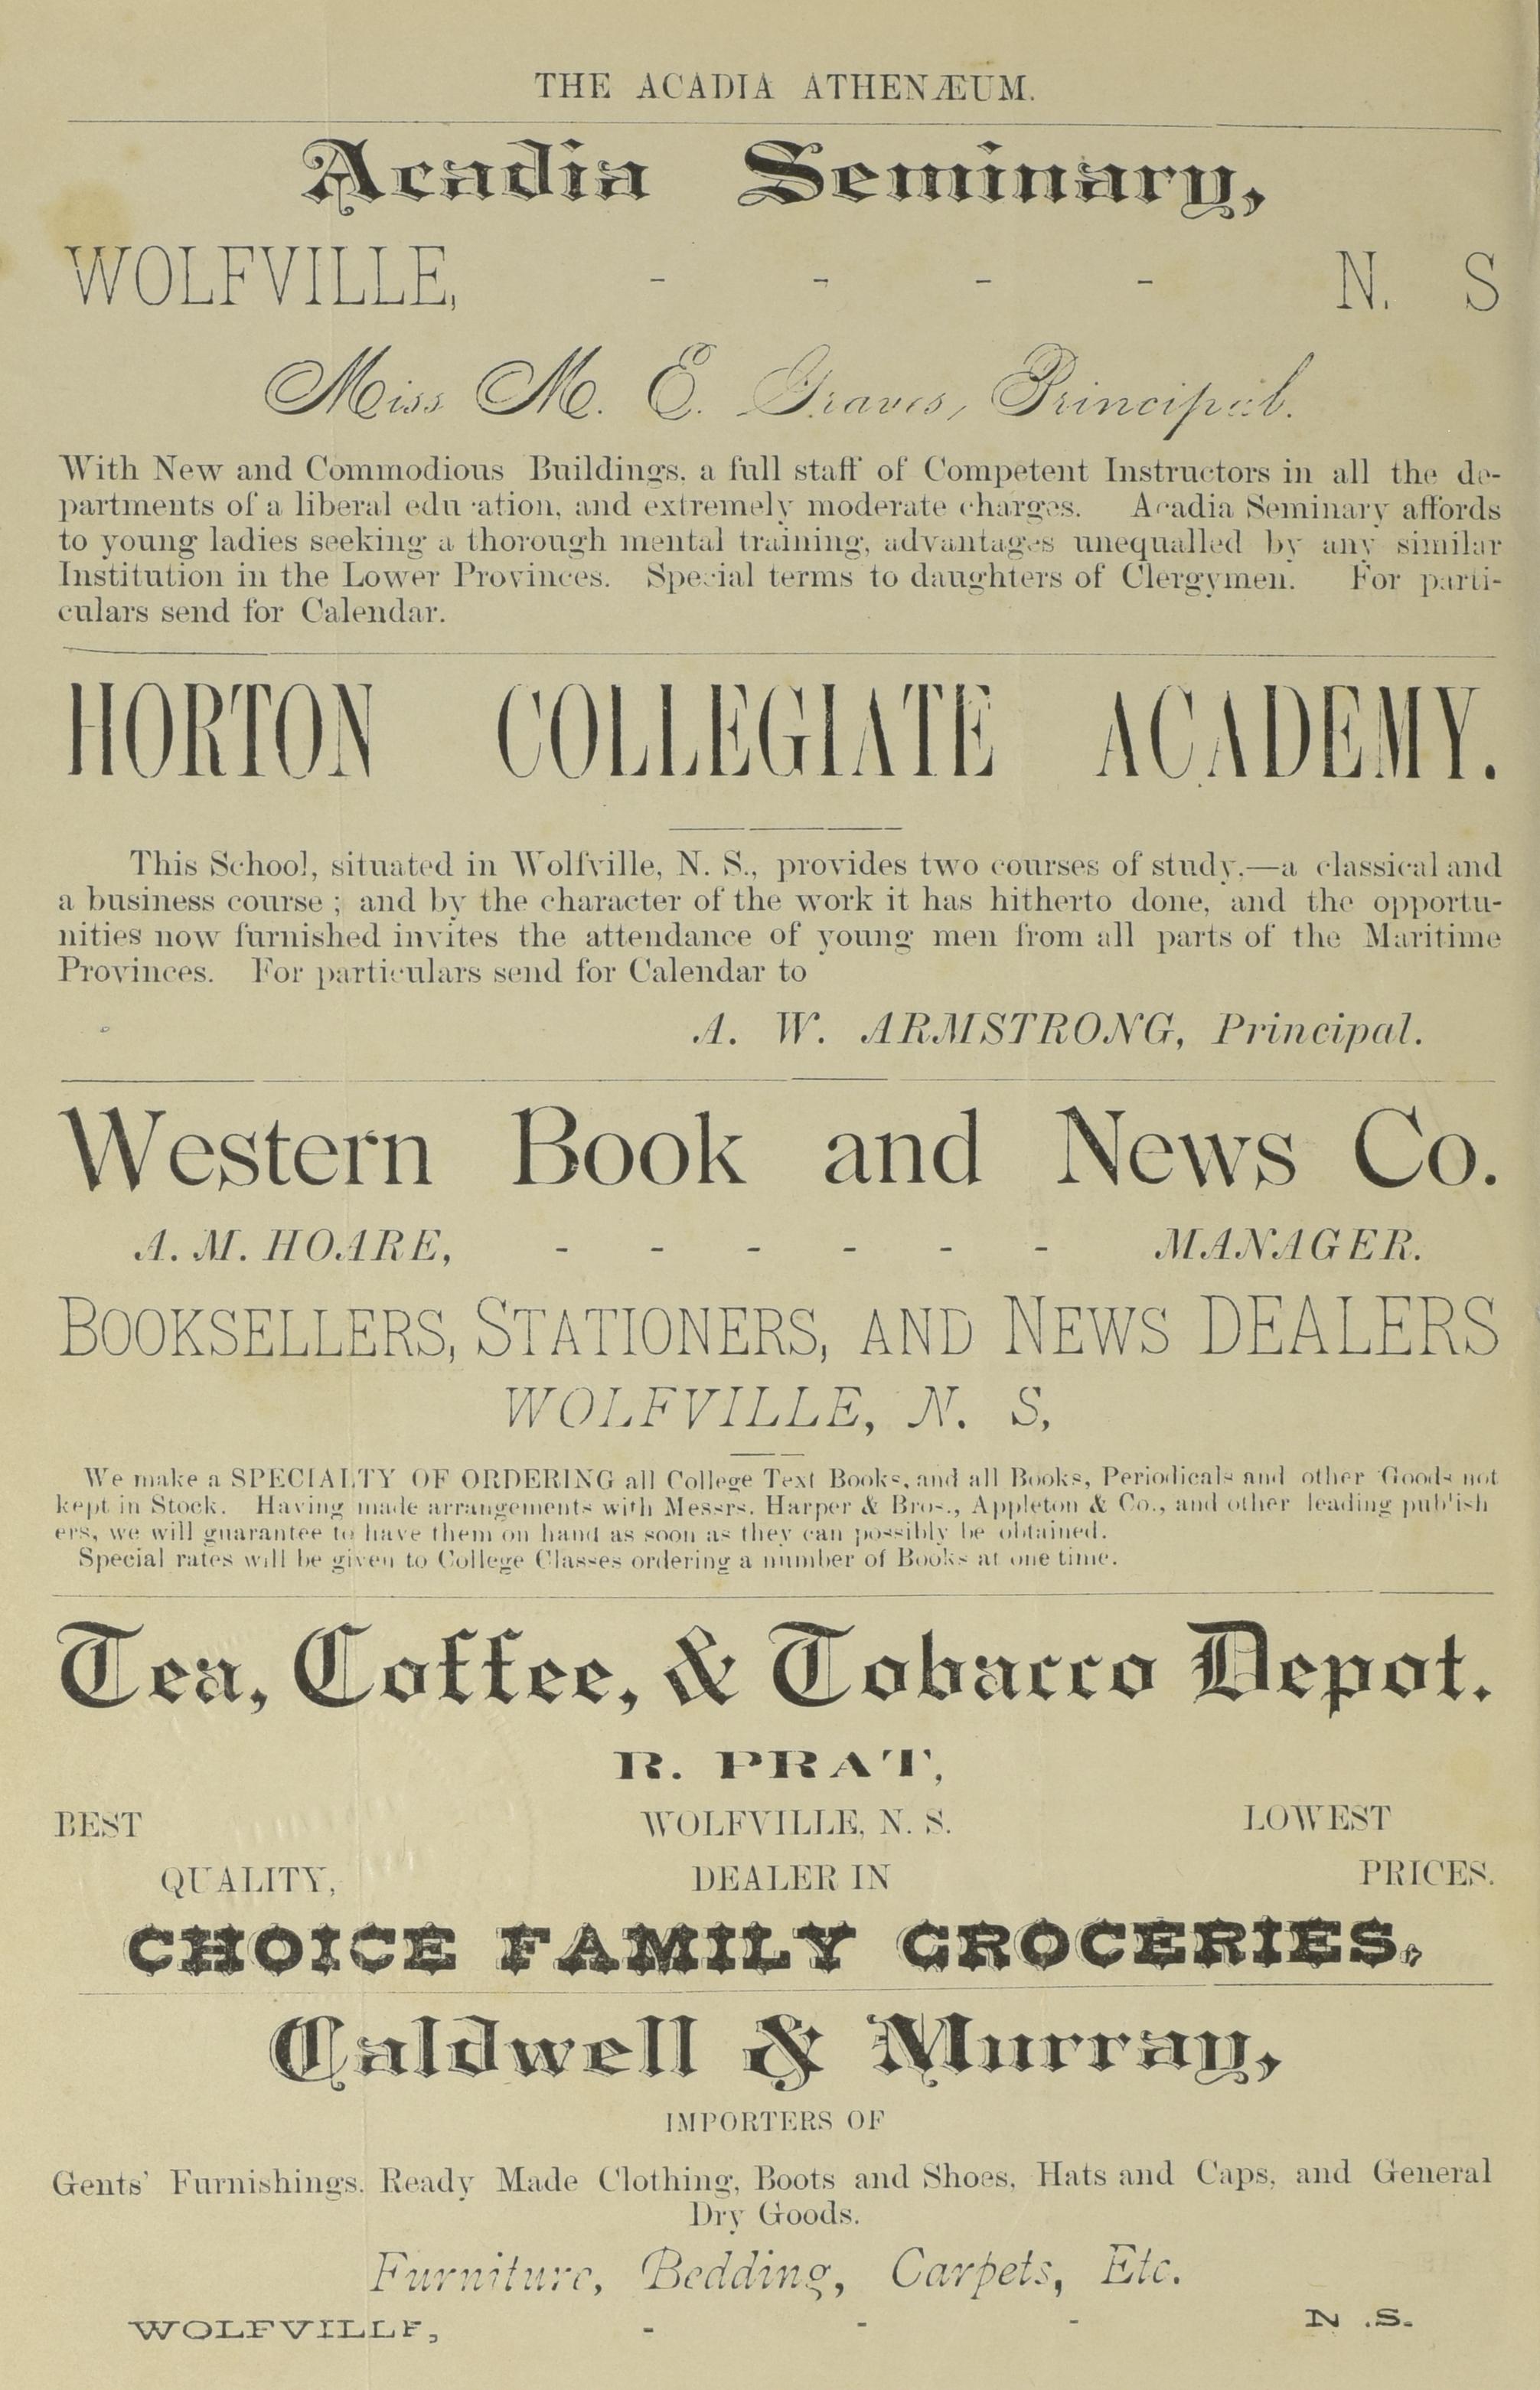 THE ACADIA ATHENÆUM.
Acadia Seminary,
WOLFVILLE, - - - - N. S
Miss M. E. Graves, Principal.
With New and Commodious Buildings, a full staff of Competent Instructors in all the de-
partments of a liberal edu ation, and extremely moderate charges. Acadia Seminary affords
to young ladies seeking a thorough mental training, advantages unequalled by any similar
Institution in the Lower Provinces. Special terms to daughters of Clergymen. For parti-
culars send for Calendar.
HORTON COLLEGIATE ACADEMY.
This School, situated in Wolfville, N. S., provides two courses of study,—a classical and
a business course ; and by the character of the work it has hitherto done, and the opportu-
nities now furnished invites the attendance of young men from all parts of the Maritime
Provinces. For particulars send for Calendar to
A. W. ARMSTRONG, Principal.
Western Book and News Co.
A. M. HOARE, - - - - - - MANAGER.
BOOKSELLERS, STATIONERS, AND NEWS DEALERS
WOLFVILLE, N. S,
We make a SPECIALTY OF ORDERING all College Text Books, and all Books, Periodicals and other Goods not
kept in Stock. Having made arrangements with Messrs. Harper & Bros., Appleton & Co., and other leading publish
ers, we will guarantee to have them on hand as soon as they can possibly be obtained.
Special rates will be given to College Classes ordering a number of Books at one time.
Tea, Coffee, & Tobacco Depot.
R. PRAT,
BEST WOLFVILLE, N. S. LOWEST
QUALITY, DEALER IN PRICES.
CHOICE FAMILY GROCERIES,
Caldwell & Murray,
IMPORTERS OF
Gents' Furnishings, Ready Made Clothing, Boots and Shoes, Hats and Caps, and General
Dry Goods.
Furniture, Bedding, Carpets, Etc.
WOLFVILLE, - - - N .S.